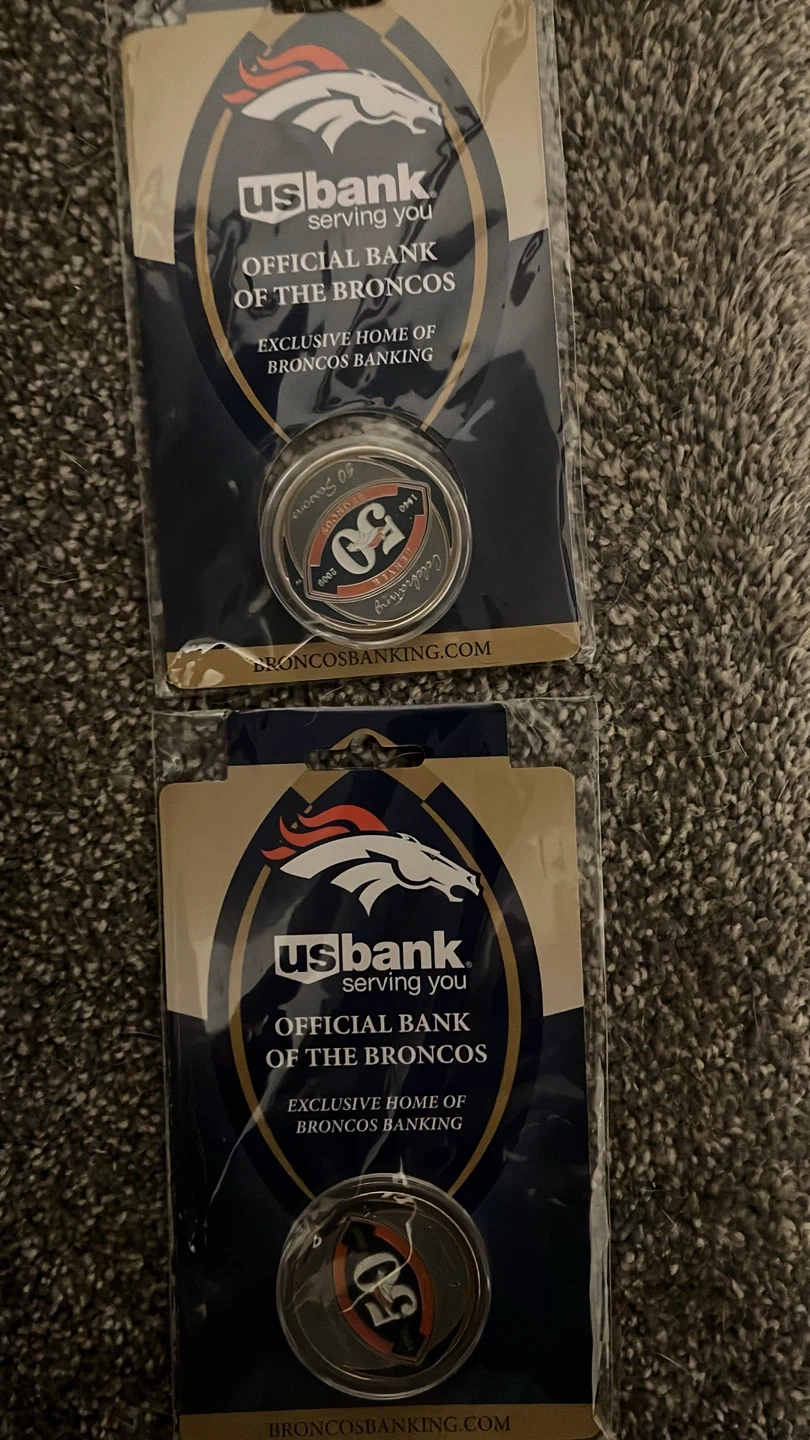 usbank®
serving you
OFFICIAL BANK
OF THE BRONCOS
EXCLUSIVE HOME OF
BRONCOS BANKING
50 Seasons
BRONCOS
1960
50
DENVER
2009
Celebrating
BRONCOSBANKING.COM
usbank®
serving you
OFFICIAL BANK
OF THE BRONCOS
EXCLUSIVE HOME OF
BRONCOS BANKING
50
BRONCOSBANKING.COM